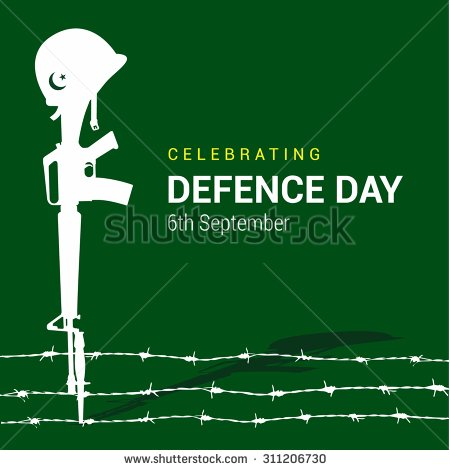 CELEBRATING
DEFENCE DAY
6th September
shutterstock
www.shutterstock.com · 311206730